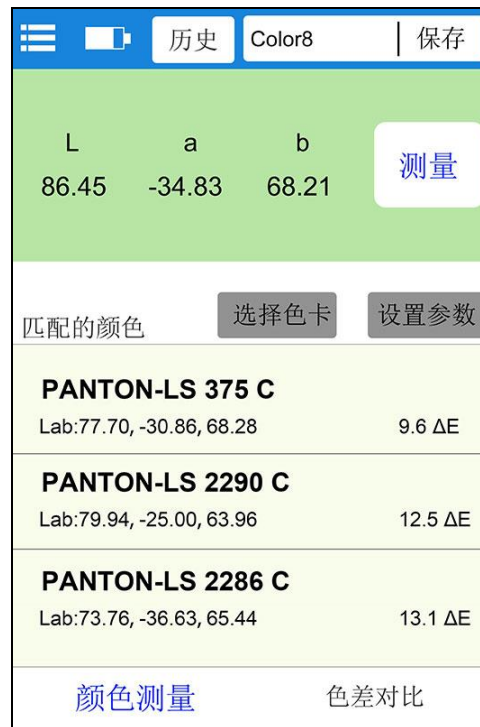 历史 Color8 保存
L a b
86.45 -34.83 68.21 测量
匹配的颜色 选择色卡 设置参数
PANTON-LS 375 C
Lab:77.70, -30.86, 68.28 9.6 ΔE
PANTON-LS 2290 C
Lab:79.94, -25.00, 63.96 12.5 ΔE
PANTON-LS 2286 C
Lab:73.76, -36.63, 65.44 13.1 ΔE
颜色测量 色差对比